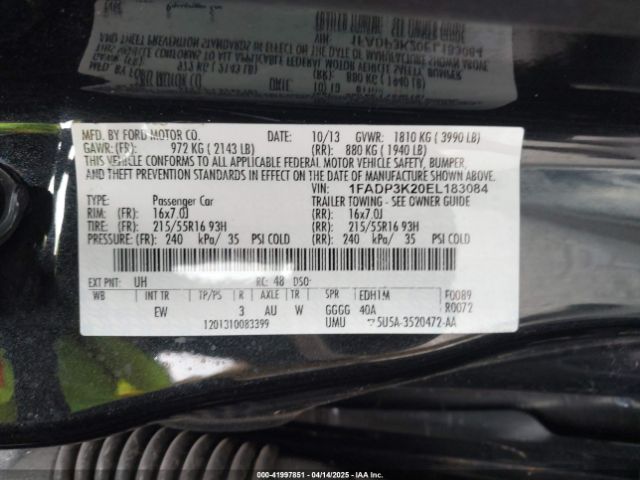 MFD. BY FORD MOTOR CO. DATE: 10/13 GVWR: 1810 KG ( 3990 LB)
GAWR: (FR): 972 KG ( 2143 LB) (RR): 880 KG ( 1940 LB)
THIS VEHICLE CONFORMS TO ALL APPLICABLE FEDERAL MOTOR VEHICLE SAFETY, BUMPER,
AND THEFT PREVENTION STANDARDS IN EFFECT ON THE DATE OF MANUFACTURE SHOWN ABOVE.
VIN: 1FADP3K20EL183084
TYPE: Passenger Car TRAILER TOWING - SEE OWNER GUIDE
RIM: (FR): 16x7.0J (RR): 16x7.0J
TIRE: (FR): 215/55R16 93H (RR): 215/55R16 93H
PRESSURE: (FR): 240 kPa/ 35 PSI COLD (RR): 240 kPa/ 35 PSI COLD
EXT PNT: UH RC: 48 DSO:
WB INT TR TP/PS R AXLE TR SPR EDH1M F0089
EW 3 AU W GGGG 40A R0072
1201310083399 UMU 5U5A-3520472-AA
000-41997851 | 04/14/2025 | IAAI.COM